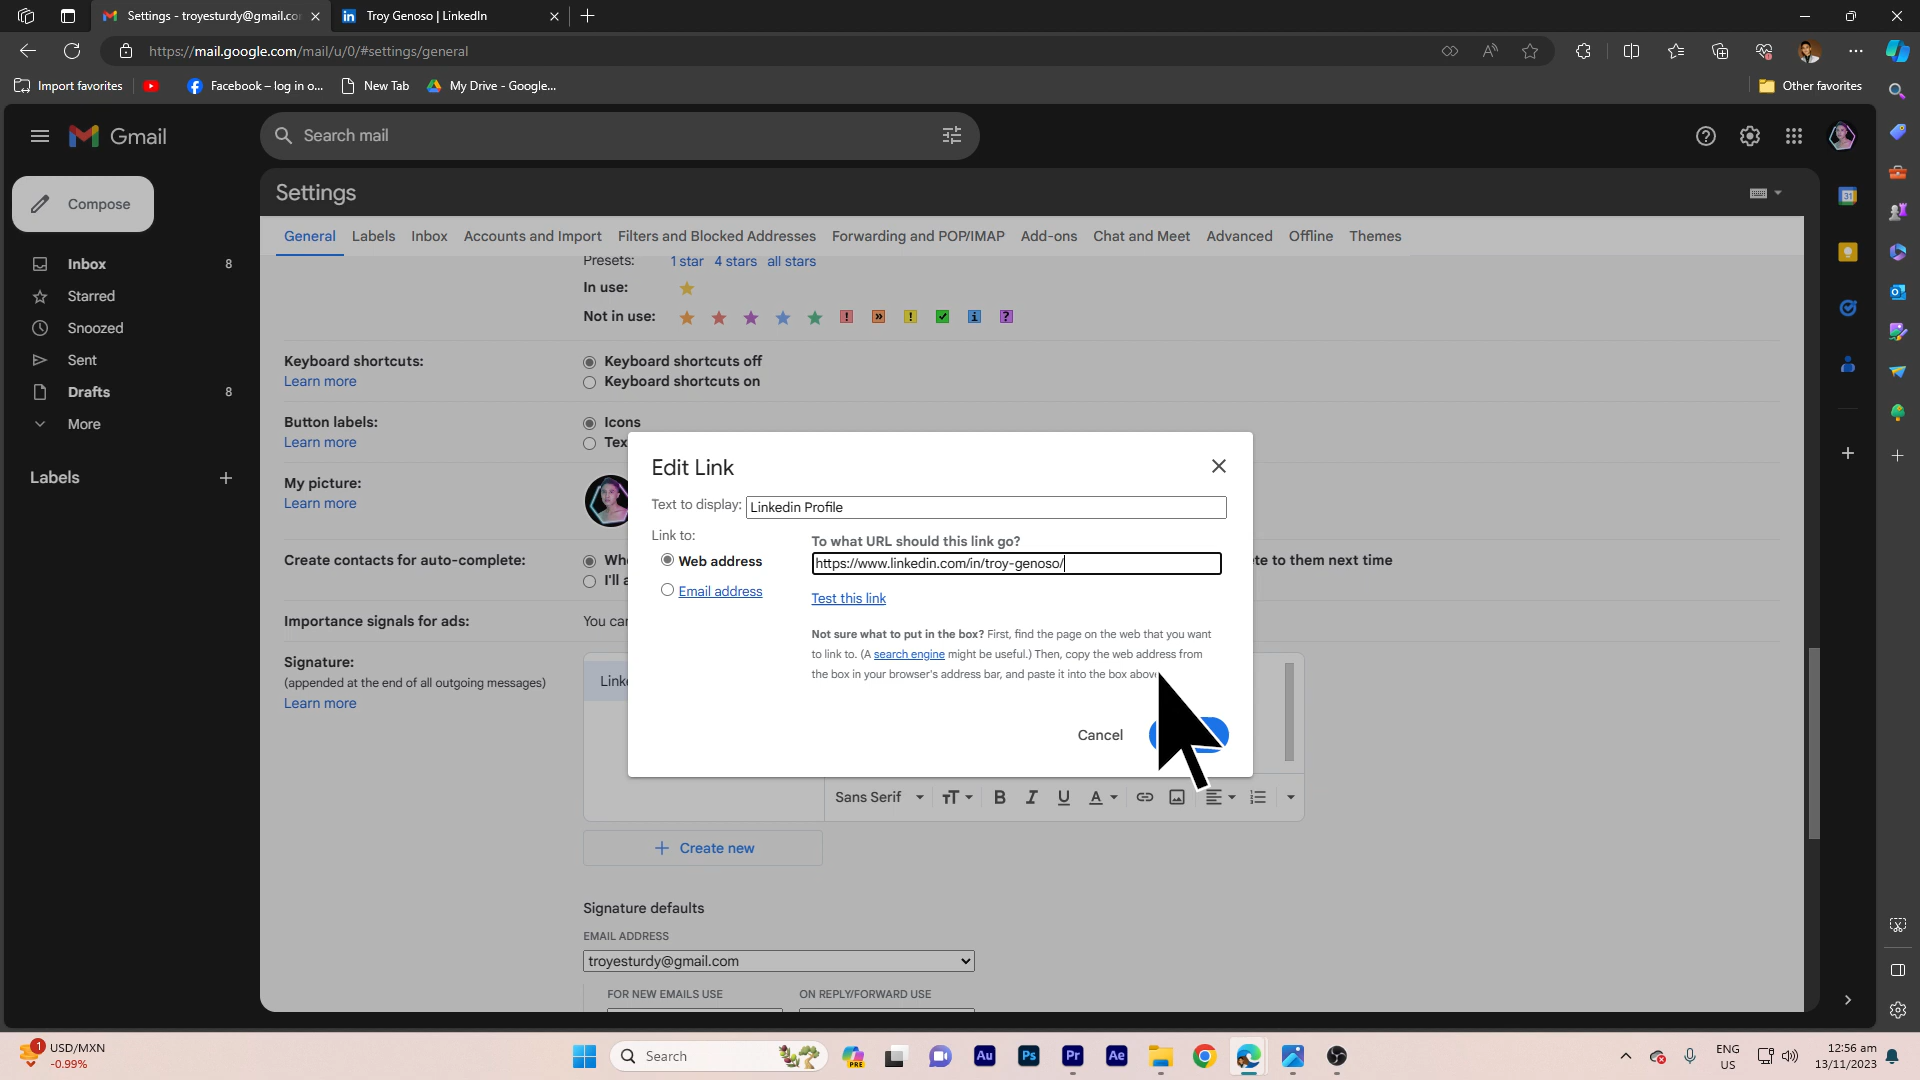 Settings - troyesturdy@gmail.co
Troy Genoso | LinkedIn
https://mail.google.com/mail/u/0/#settings/general
Import favorites
Facebook – log in o...
New Tab
My Drive - Google...
Other favorites
Gmail
Search mail
Compose
Settings
General Labels Inbox Accounts and Import Filters and Blocked Addresses Forwarding and POP/IMAP Add-ons Chat and Meet Advanced Offline Themes
Inbox 8
Starred
Snoozed
Sent
Drafts 8
More
Labels
Presets: 1 star 4 stars all stars
In use:
Not in use:
Keyboard shortcuts:
Learn more
Keyboard shortcuts off
Keyboard shortcuts on
Button labels:
Learn more
Icons
Tex
My picture:
Learn more
Create contacts for auto-complete:
Wh
te to them next time
I'll a
Importance signals for ads:
You can
Signature:
(appended at the end of all outgoing messages)
Learn more
Linke
Edit Link
Text to display: Linkedin Profile
Link to:
Web address
Email address
To what URL should this link go?
https://www.linkedin.com/in/troy-genoso/
Test this link
Not sure what to put in the box? First, find the page on the web that you want
to link to. (A search engine might be useful.) Then, copy the web address from
the box in your browser's address bar, and paste it into the box above
Cancel
Sans Serif
Create new
Signature defaults
EMAIL ADDRESS
troyesturdy@gmail.com
FOR NEW EMAILS USE
ON REPLY/FORWARD USE
1
USD/MXN
-0.99%
Search
PRE
Au
Ps
Pr
Ae
ENG
US
12:56 am
13/11/2023